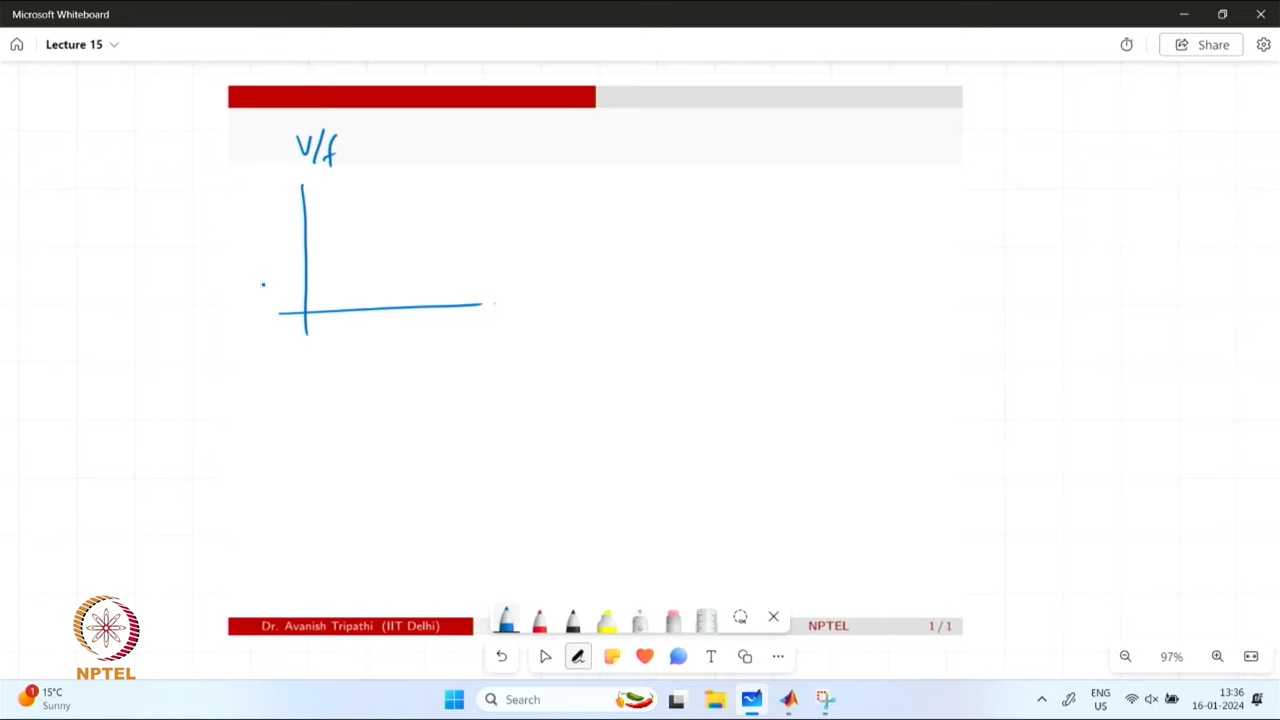 Microsoft Whiteboard
Lecture 15
Share
V/f
Dr. Avanish Tripathi (IIT Delhi)
NPTEL
1 / 1
NPTEL
97%
1
15°C
Sunny
Search
ENG
US
13:36
16-01-2024